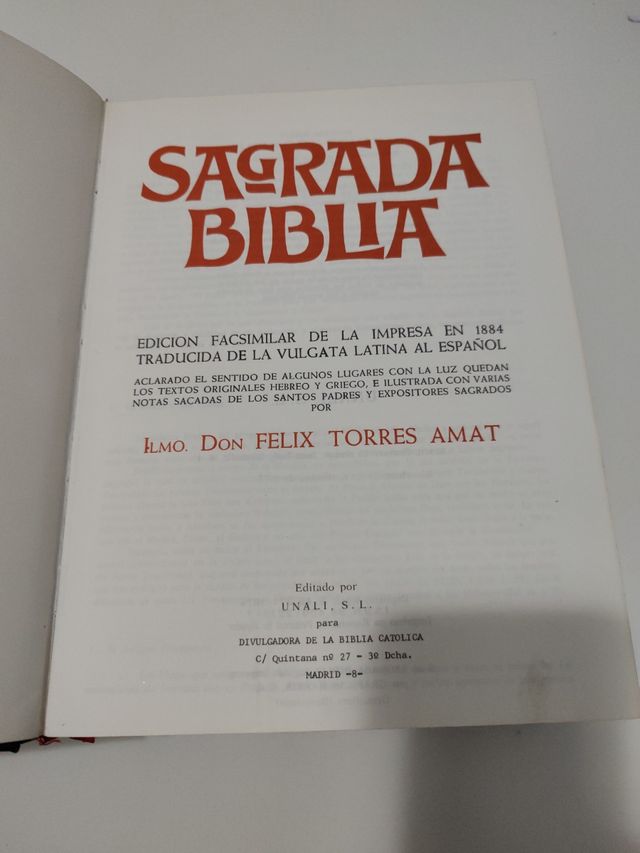 SAGRADA
BIBLIA
EDICION FACSIMILAR DE LA IMPRESA EN 1884
TRADUCIDA DE LA VULGATA LATINA AL ESPAÑOL
ACLARADO EL SENTIDO DE ALGUNOS LUGARES CON LA LUZ QUE DAN
LOS TEXTOS ORIGINALES HEBREO Y GRIEGO, E ILUSTRADA CON VARIAS
NOTAS SACADAS DE LOS SANTOS PADRES Y EXPOSITORES SAGRADOS
POR
ILMO. DON FELIX TORRES AMAT
Editado por
UNALI, S.L.
para
DIVULGADORA DE LA BIBLIA CATOLICA
C/ Quintana nº 27 - 3º Dcha.
MADRID -8-